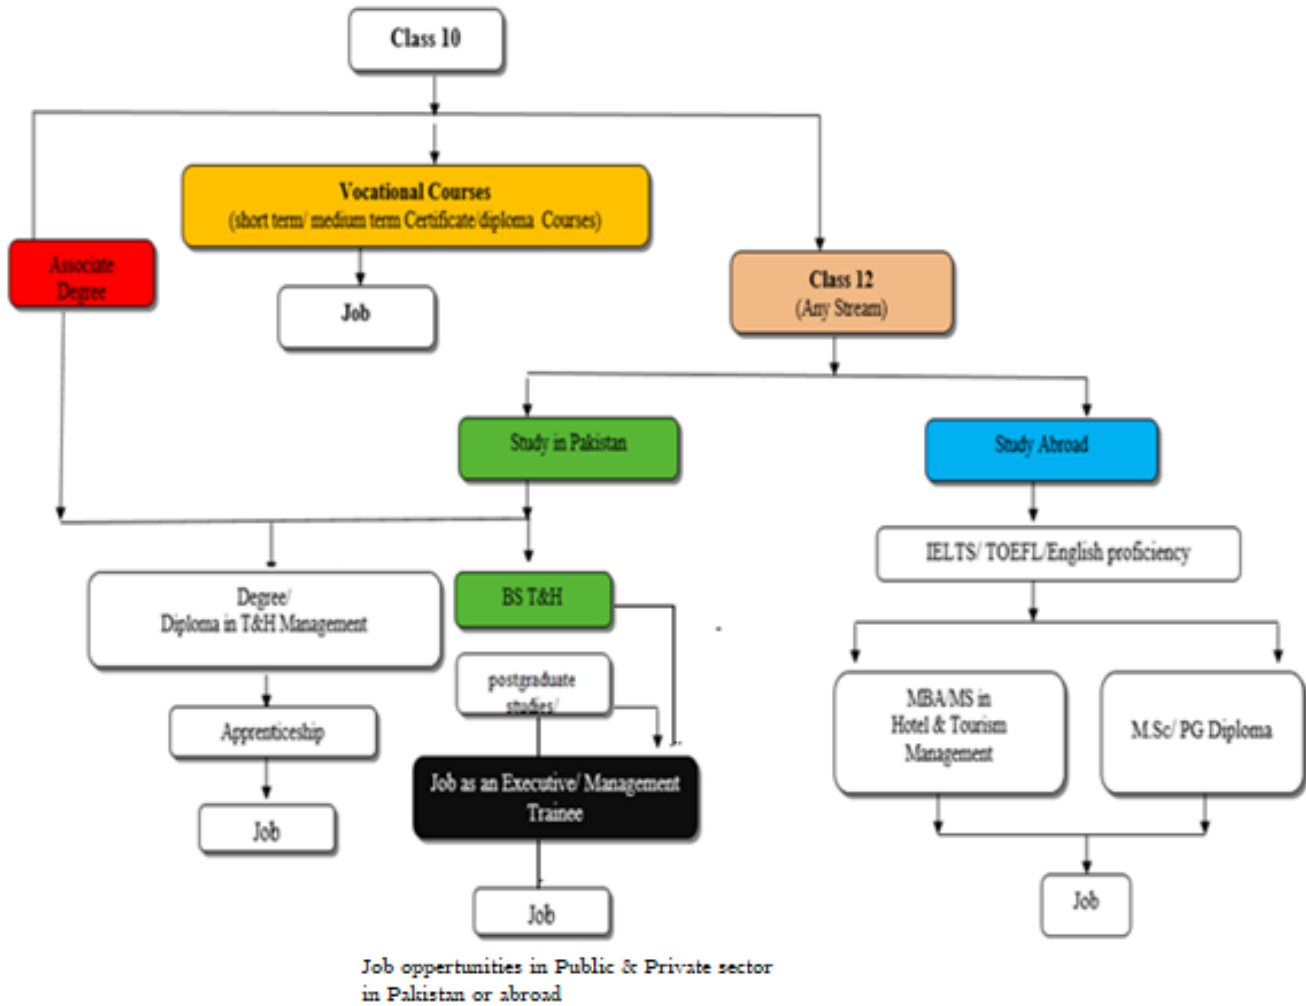 Class 10
Vocational Courses
(short term/ medium term Certificate/diploma Courses)
Associate
Degree
Job
Class 12
(Any Stream)
Study in Pakistan
Study Abroad
IELTS/ TOEFL/English proficiency
Degree/
Diploma in T&H Management
BS T&H
postgraduate
studies/
MBA/MS in
Hotel & Tourism
Management
M.Sc/ PG Diploma
Apprenticeship
Job as an Executive/ Management
Trainee
Job
Job
Job
Job oppertunities in Public & Private sector
in Pakistan or abroad